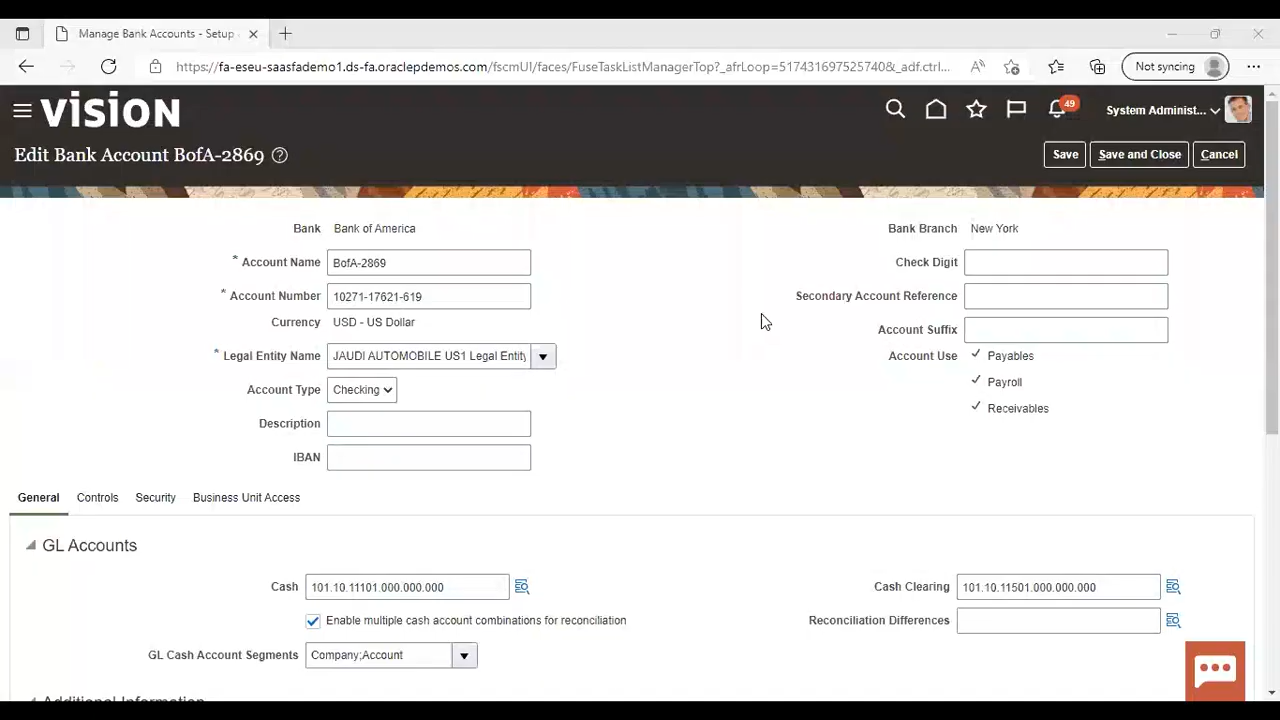 Manage Bank Accounts - Setup
https://fa-eseu-saasfademo1.ds-fa.oraclepdemos.com/fscmUI/faces/FuseTaskListManagerTop?_afrLoop=517431697525740&_adf.ctrl...
Not syncing
vision
49
System Administ...
Edit Bank Account BofA-2869
Save
Save and Close
Cancel
Bank Bank of America
Bank Branch New York
* Account Name BofA-2869
Check Digit
* Account Number 10271-17621-619
Secondary Account Reference
Currency USD - US Dollar
Account Suffix
* Legal Entity Name JAUDI AUTOMOBILE US1 Legal Entity
Account Use Payables
Account Type Checking
Payroll
Receivables
Description
IBAN
General Controls Security Business Unit Access
GL Accounts
Cash 101.10.11101.000.000.000
Cash Clearing 101.10.11501.000.000.000
Enable multiple cash account combinations for reconciliation
Reconciliation Differences
GL Cash Account Segments Company;Account
Additional Information